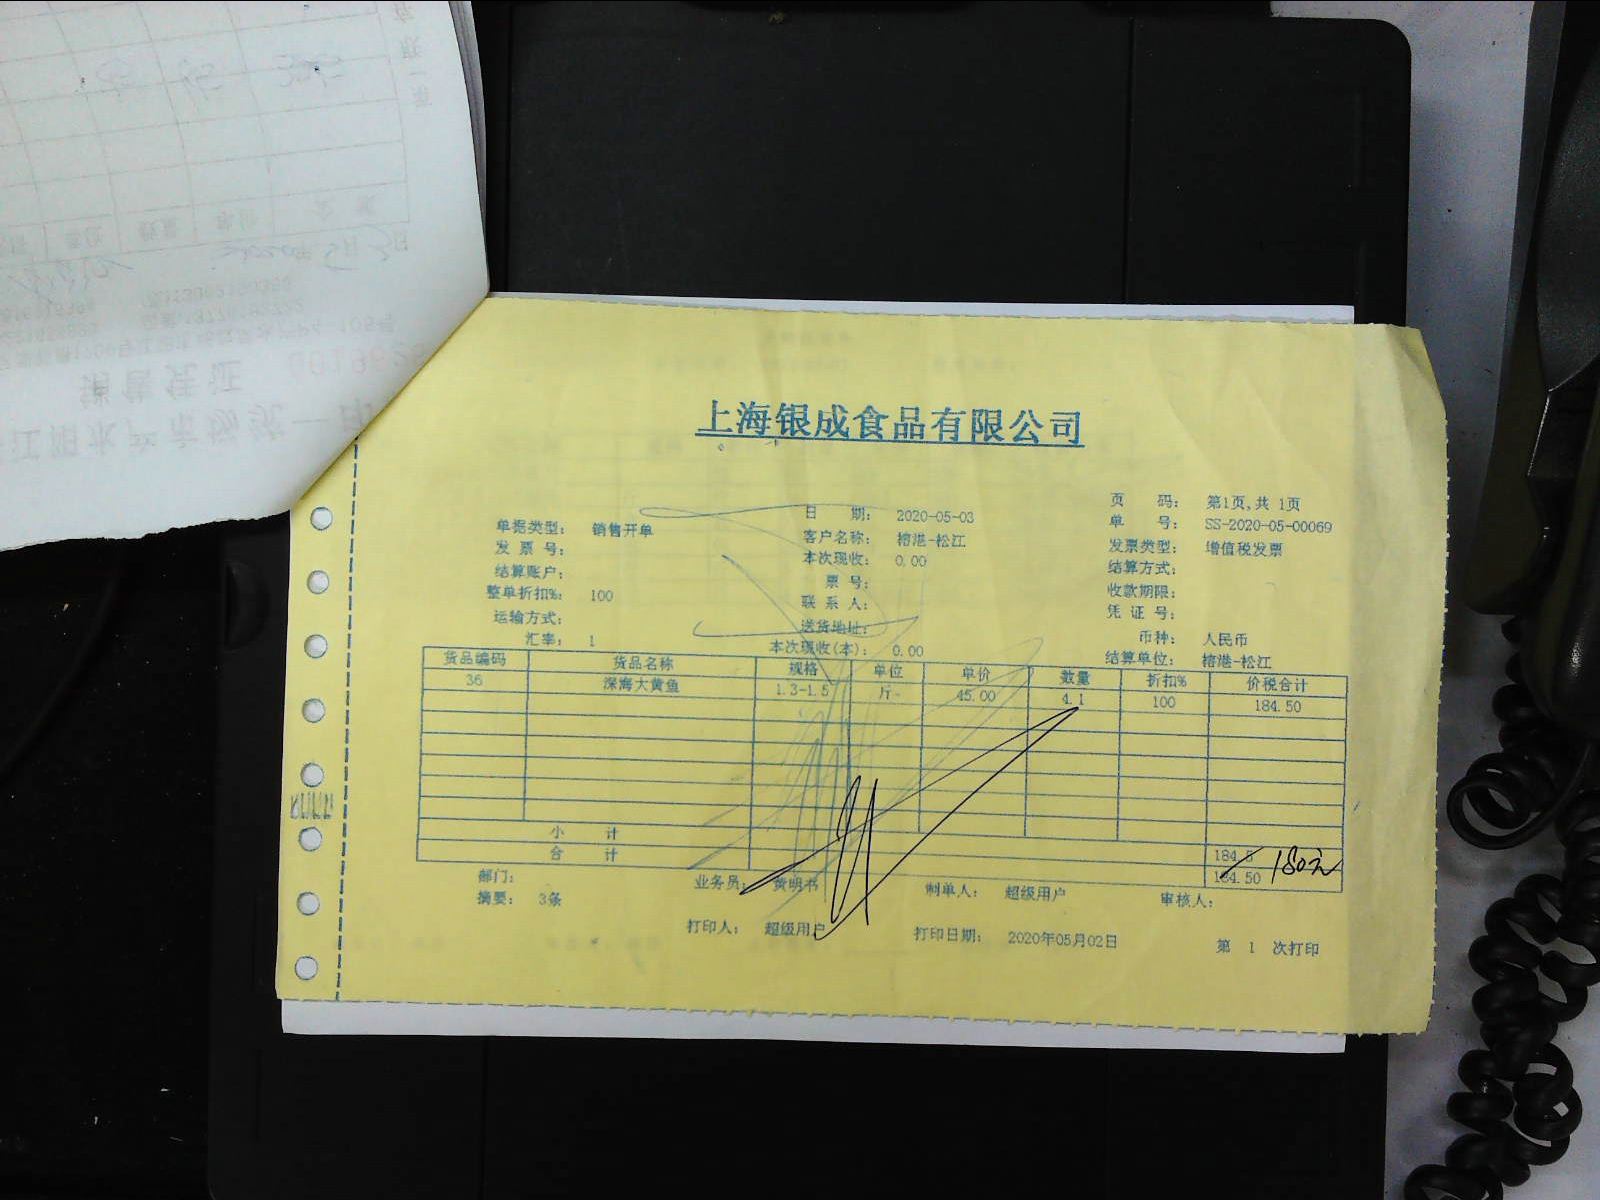 上海银成食品有限公司
页 码: 第1页,共 1页
单据类型: 销售开单 日 期: 2020-05-03 单 号: SS-2020-05-00069
发 票 号: 客户名称: 榕港-松江 发票类型: 增值税发票
结算账户: 本次现收: 0.00 结算方式:
整单折扣%: 100 票 号: 收款期限:
运输方式: 联 系 人: 凭 证 号:
汇率: 1 送货地址: 币种: 人民币
本次现收(本): 0.00 结算单位: 榕港-松江
货品编码 货品名称 规格 单位 单价 数量 折扣% 价税合计
36 深海大黄鱼 1.3-1.5 斤 45.00 4.1 100 184.50
小 计 184.5
合 计 184.50 180元
部门: 业务员: 黄明书 制单人: 超级用户 审核人:
摘要: 3条
打印人: 超级用户 打印日期: 2020年05月02日 第 1 次打印